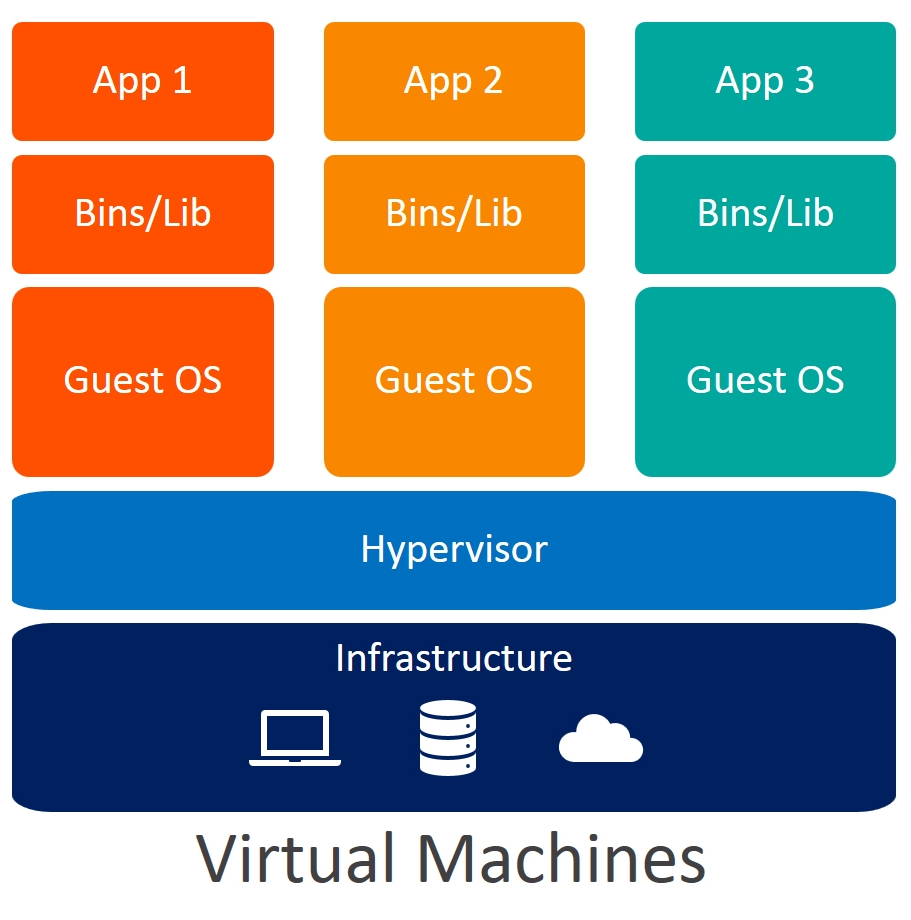 App 1
App 2
App 3
Bins/Lib
Bins/Lib
Bins/Lib
Guest OS
Guest OS
Guest OS
Hypervisor
Infrastructure
Virtual Machines